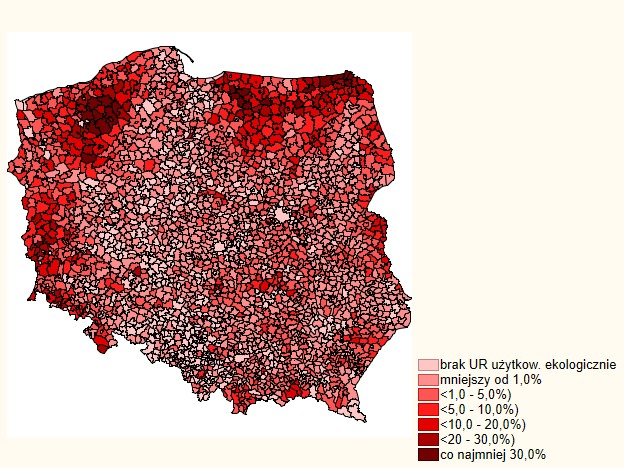 brak UR użytkow. ekologicznie
mniejszy od 1,0%
<1,0 - 5,0%)
<5,0 - 10,0%)
<10,0 - 20,0%)
<20 - 30,0%)
co najmniej 30,0%